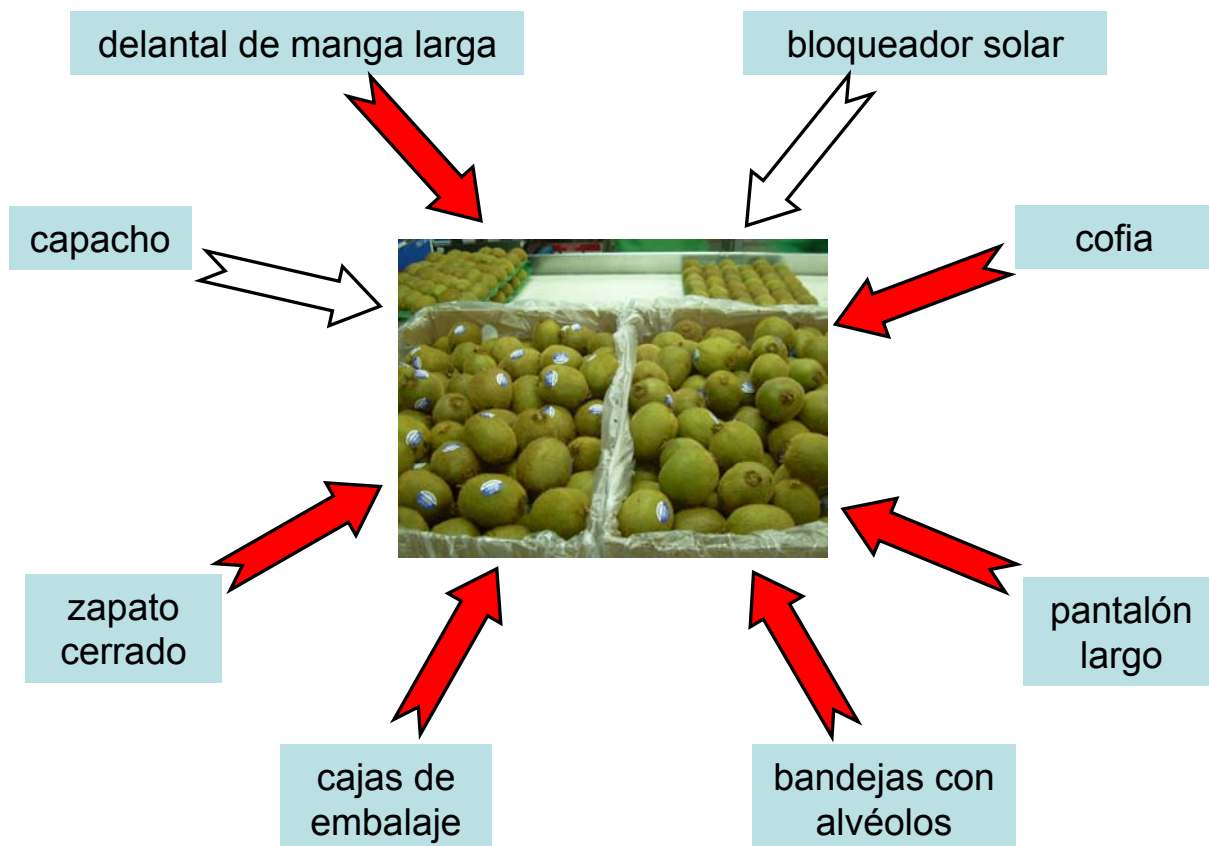 delantal de manga larga
bloqueador solar
capacho
cofia
zapato
cerrado
pantalón
largo
cajas de
embalaje
bandejas con
alvéolos